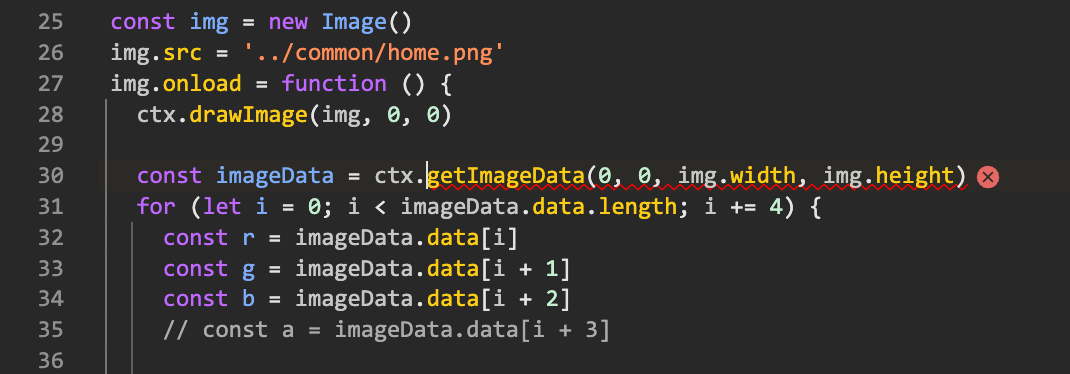 25 const img = new Image()
26 img.src = '../common/home.png'
27 img.onload = function () {
28 ctx.drawImage(img, 0, 0)
29
30 const imageData = ctx.getImageData(0, 0, img.width, img.height)
31 for (let i = 0; i < imageData.data.length; i += 4) {
32 const r = imageData.data[i]
33 const g = imageData.data[i + 1]
34 const b = imageData.data[i + 2]
35 // const a = imageData.data[i + 3]
36